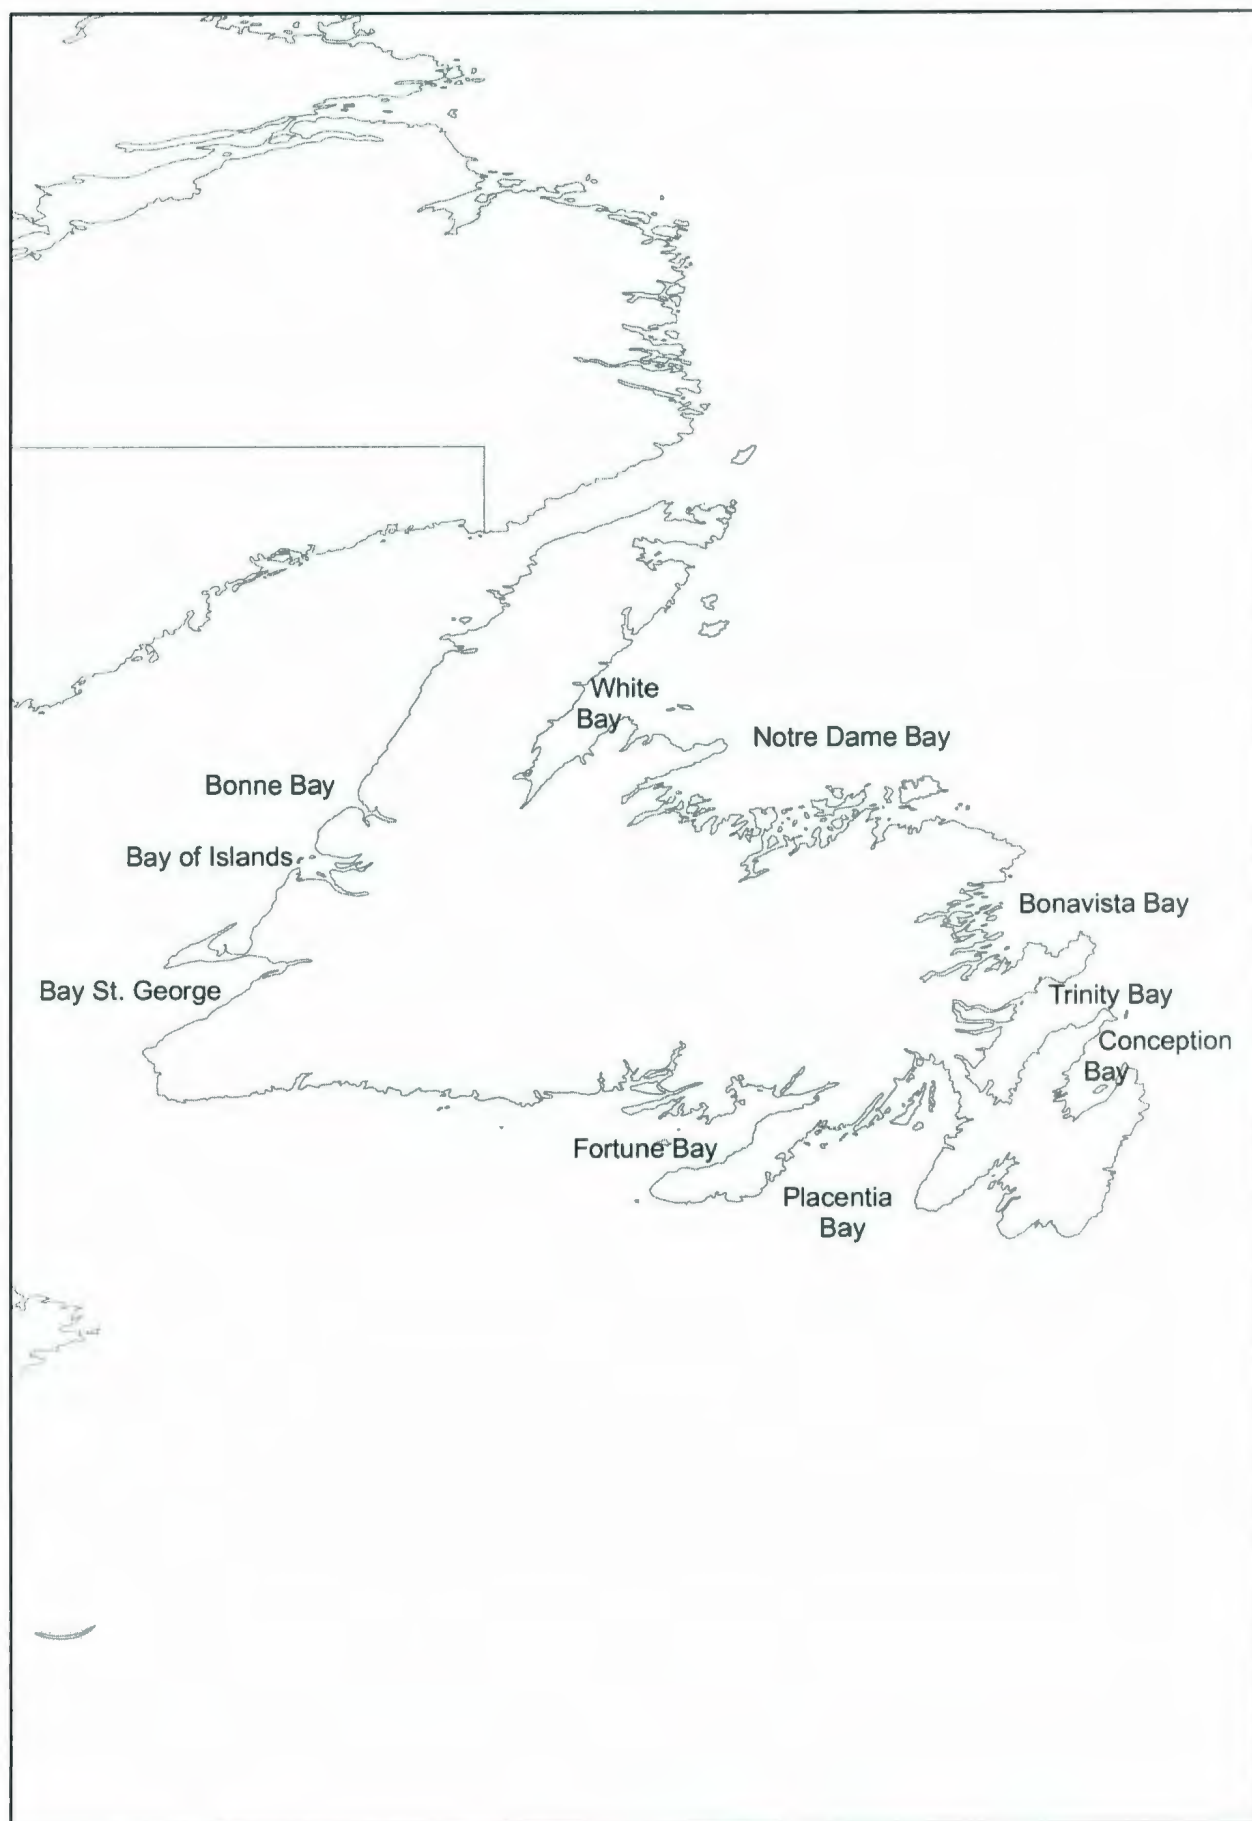 White
Bay
Notre Dame Bay
Bonne Bay
Bay of Islands
Bonavista Bay
Bay St. George
Trinity Bay
Conception
Bay
Fortune Bay
Placentia
Bay